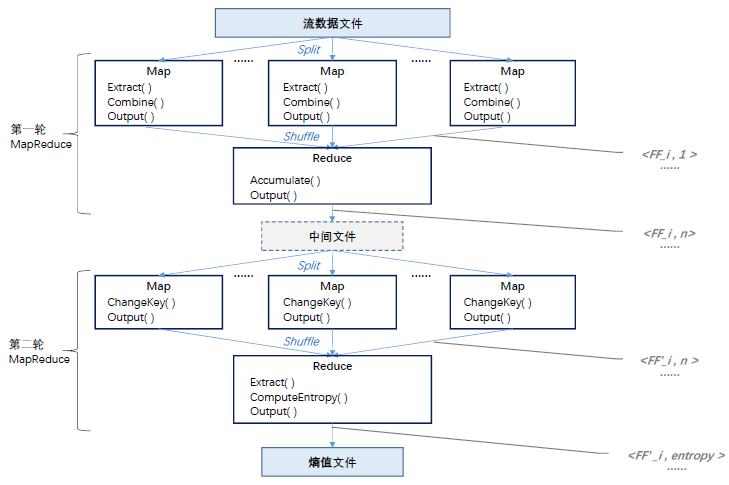 流数据文件
Split
...... ......
Map Map Map
Extract( ) Extract( ) Extract( )
Combine( ) Combine( ) Combine( )
Output( ) Output( ) Output( )
第一轮
MapReduce
Shuffle
<FF_i , 1 >
......
Reduce
Accumulate( )
Output( )
<FF_i , n>
......
中间文件
Split
...... ......
Map Map Map
ChangeKey( ) ChangeKey( ) ChangeKey( )
Output( ) Output( ) Output( )
第二轮
MapReduce
Shuffle
<FF'_i , n >
......
Reduce
Extract( )
ComputeEntropy( )
Output( )
<FF'_i , entropy >
......
熵值文件